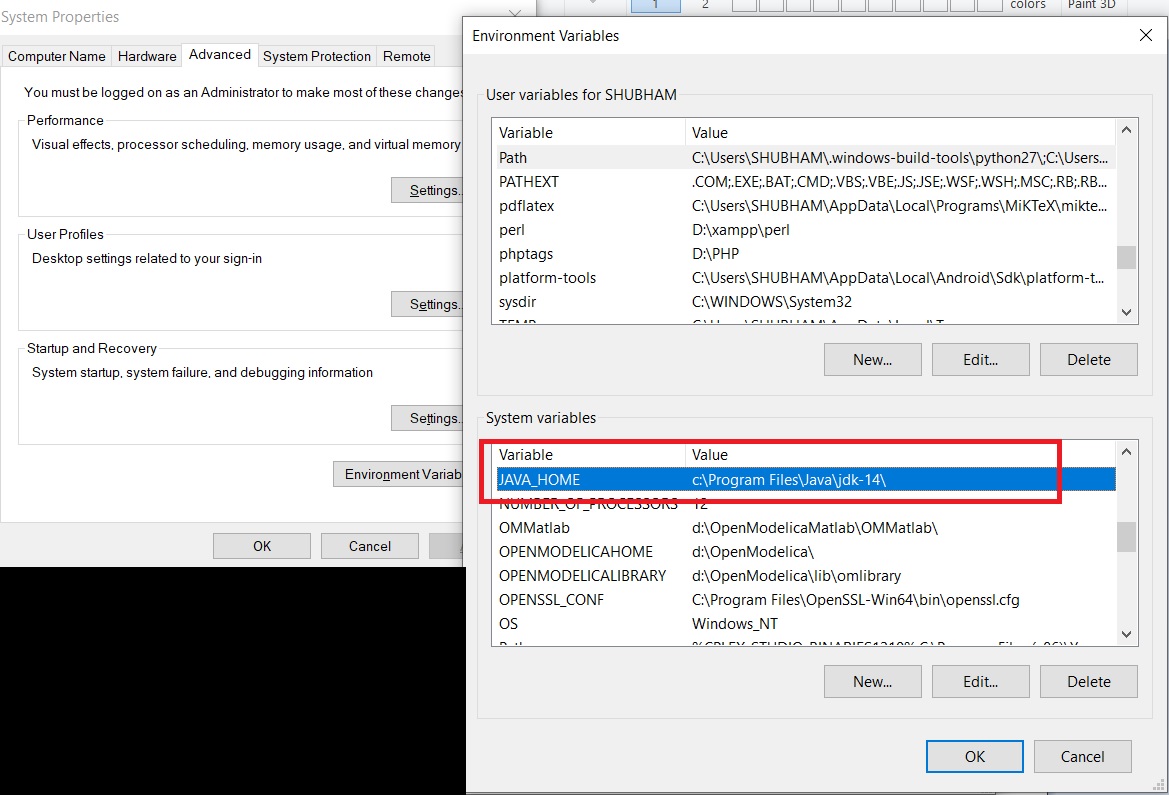 1 2 colors Paint 3D
System Properties
Computer Name Hardware Advanced System Protection Remote
You must be logged on as an Administrator to make most of these changes
Performance
Visual effects, processor scheduling, memory usage, and virtual memory
Settings..
User Profiles
Desktop settings related to your sign-in
Settings..
Startup and Recovery
System startup, system failure, and debugging information
Settings..
Environment Variab
OK Cancel
Environment Variables
User variables for SHUBHAM
Variable Value
Path C:\Users\SHUBHAM\.windows-build-tools\python27\;C:\Users...
PATHEXT .COM;.EXE;.BAT;.CMD;.VBS;.VBE;.JS;.JSE;.WSF;.WSH;.MSC;.RB;.RB...
pdflatex C:\Users\SHUBHAM\AppData\Local\Programs\MiKTeX\mikte...
perl D:\xampp\perl
phptags D:\PHP
platform-tools C:\Users\SHUBHAM\AppData\Local\Android\Sdk\platform-t...
sysdir C:\WINDOWS\System32
TEMP C:\Users\SHUBHAM\AppData\Local\Temp
New... Edit... Delete
System variables
Variable Value
JAVA_HOME c:\Program Files\Java\jdk-14\
NUMBER_OF_PROCESSORS 12
OMMatlab d:\OpenModelicaMatlab\OMMatlab\
OPENMODELICAHOME d:\OpenModelica\
OPENMODELICALIBRARY d:\OpenModelica\lib\omlibrary
OPENSSL_CONF C:\Program Files\OpenSSL-Win64\bin\openssl.cfg
OS Windows_NT
New... Edit... Delete
OK Cancel